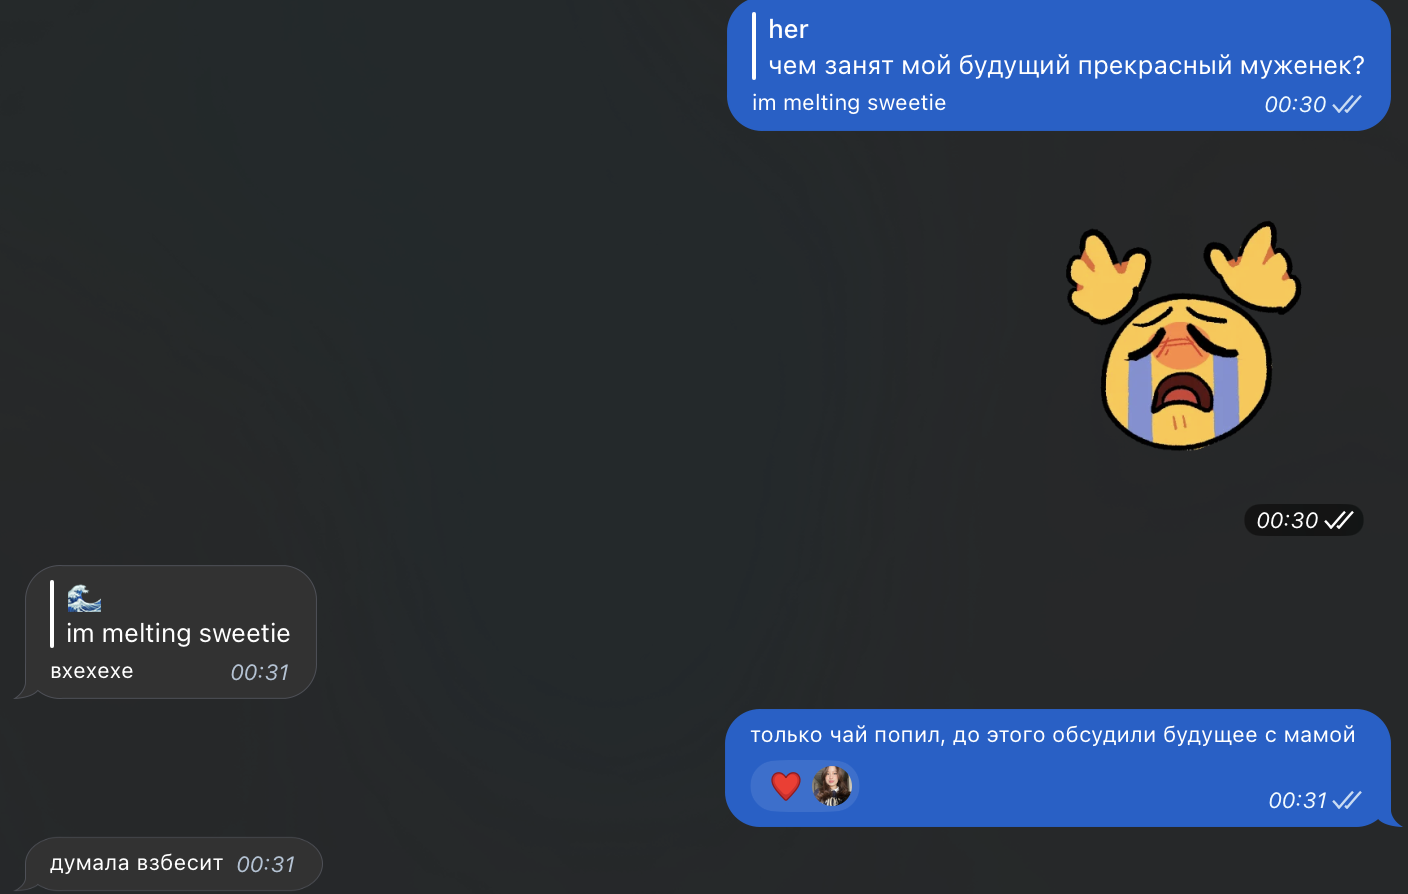 her
чем занят мой будущий прекрасный муженек?
im melting sweetie 00:30
00:30
🌊
im melting sweetie
вхехехе 00:31
только чай попил, до этого обсудили будущее с мамой
❤️
00:31
думала взбесит 00:31